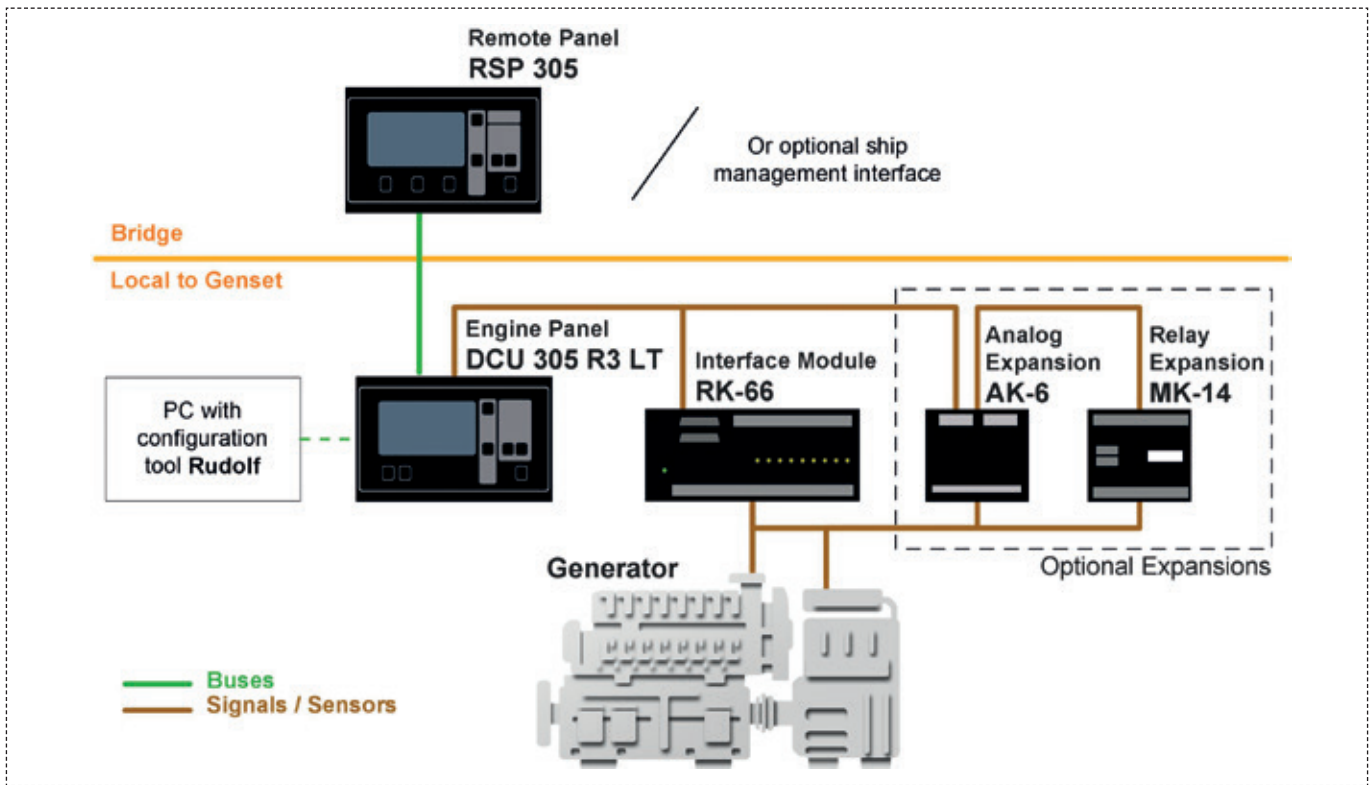 Remote Panel
RSP 305
Or optional ship
management interface
Bridge
Local to Genset
Engine Panel
DCU 305 R3 LT
Interface Module
RK-66
Analog
Expansion
AK-6
Relay
Expansion
MK-14
PC with
configuration
tool Rudolf
Optional Expansions
Generator
Buses
Signals / Sensors